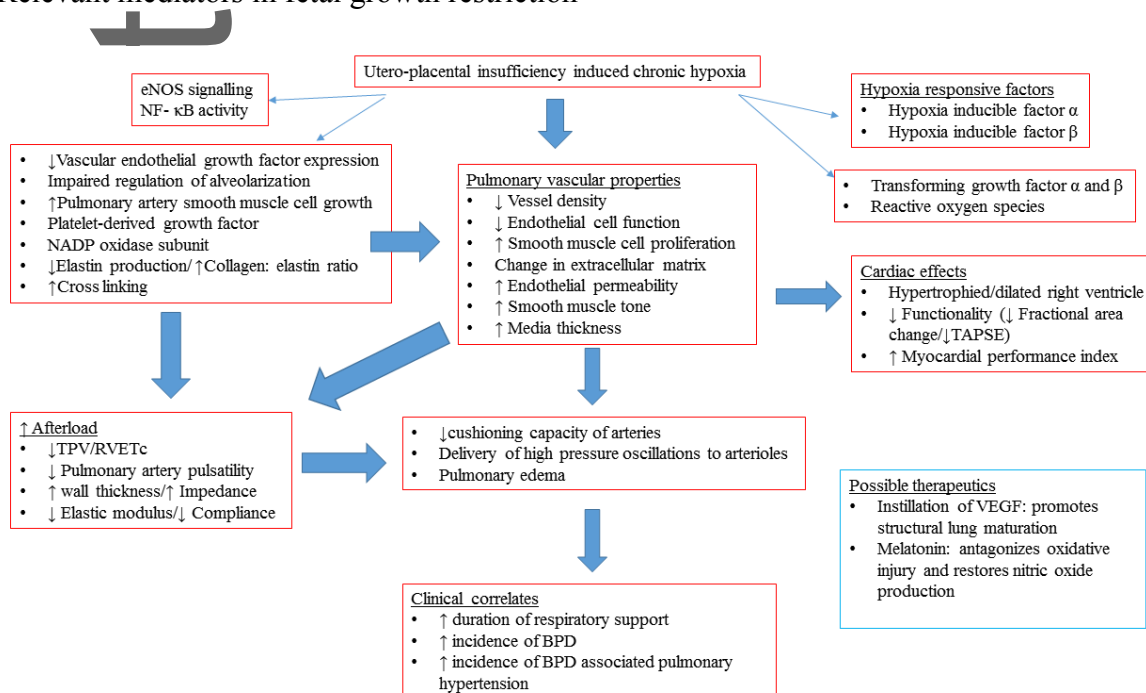 Relevant mediators in fetal growth restriction
Utero-placental insufficiency induced chronic hypoxia
eNOS signalling
NF- κB activity
Hypoxia responsive factors
• Hypoxia inducible factor α
• Hypoxia inducible factor β
• ↓Vascular endothelial growth factor expression
• Impaired regulation of alveolarization
• ↑Pulmonary artery smooth muscle cell growth
• Platelet-derived growth factor
• NADP oxidase subunit
• ↓Elastin production/ ↑Collagen: elastin ratio
• ↑Cross linking
Pulmonary vascular properties
• ↓ Vessel density
• ↓ Endothelial cell function
• ↑ Smooth muscle cell proliferation
• Change in extracellular matrix
• ↑ Endothelial permeability
• ↑ Smooth muscle tone
• ↑ Media thickness
• Transforming growth factor α and β
• Reactive oxygen species
Cardiac effects
• Hypertrophied/dilated right ventricle
• ↓ Functionality (↓ Fractional area
change/↓TAPSE)
• ↑ Myocardial performance index
↑ Afterload
• ↓TPV/RVETc
• ↓ Pulmonary artery pulsatility
• ↑ wall thickness/↑ Impedance
• ↓ Elastic modulus/↓ Compliance
• ↓cushioning capacity of arteries
• Delivery of high pressure oscillations to arterioles
• Pulmonary edema
Possible therapeutics
• Instillation of VEGF: promotes
structural lung maturation
• Melatonin: antagonizes oxidative
injury and restores nitric oxide
production
Clinical correlates
• ↑ duration of respiratory support
• ↑ incidence of BPD
• ↑ incidence of BPD associated pulmonary
hypertension